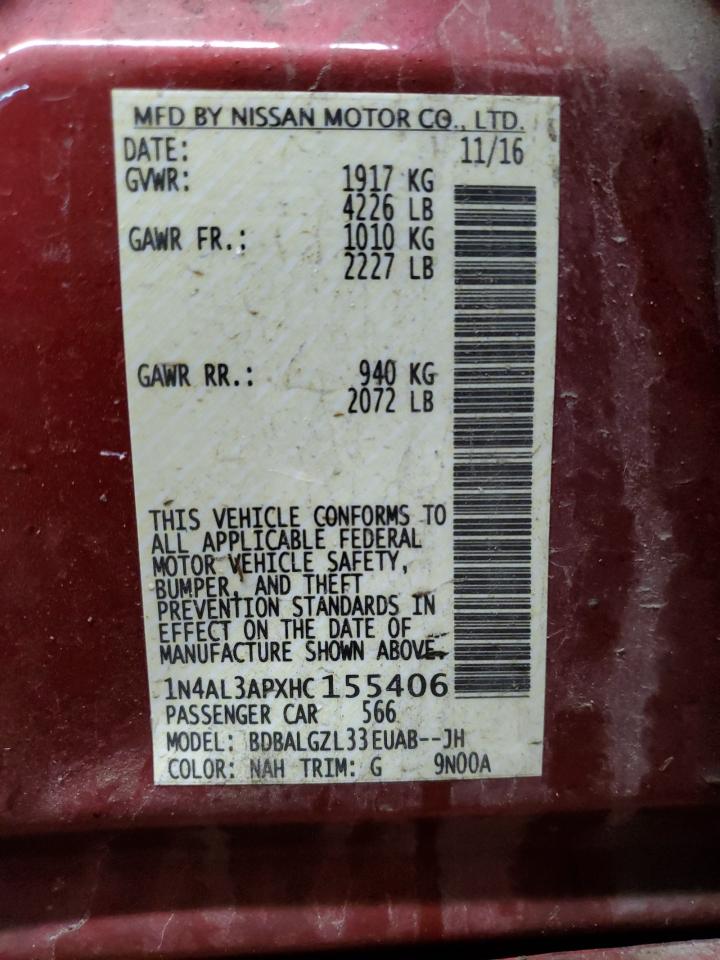 MFD BY NISSAN MOTOR CO., LTD.
DATE: 11/16
GVWR: 1917 KG
4226 LB
GAWR FR.: 1010 KG
2227 LB
GAWR RR.: 940 KG
2072 LB
THIS VEHICLE CONFORMS TO
ALL APPLICABLE FEDERAL
MOTOR VEHICLE SAFETY,
BUMPER, AND THEFT
PREVENTION STANDARDS IN
EFFECT ON THE DATE OF
MANUFACTURE SHOWN ABOVE.
1N4AL3APXHC155406
PASSENGER CAR 566
MODEL: BDBALGZL33EUAB--JH
COLOR: NAH TRIM: G 9N00A